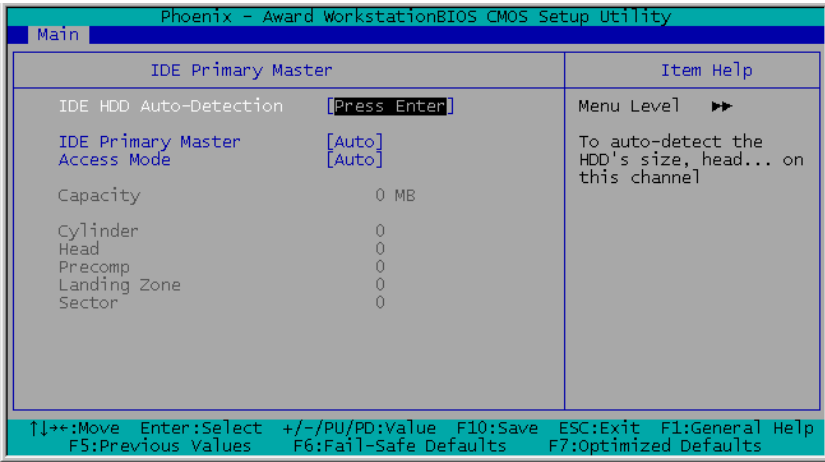 Phoenix - Award WorkstationBIOS CMOS Setup Utility
Main
IDE Primary Master
Item Help
IDE HDD Auto-Detection [Press Enter]
Menu Level ▶▶
IDE Primary Master [Auto]
To auto-detect the
Access Mode [Auto]
HDD's size, head... on
this channel
Capacity 0 MB
Cylinder 0
Head 0
Precomp 0
Landing Zone 0
Sector 0
↑↓→←:Move Enter:Select +/-/PU/PD:Value F10:Save ESC:Exit F1:General Help
F5:Previous Values F6:Fail-Safe Defaults F7:Optimized Defaults